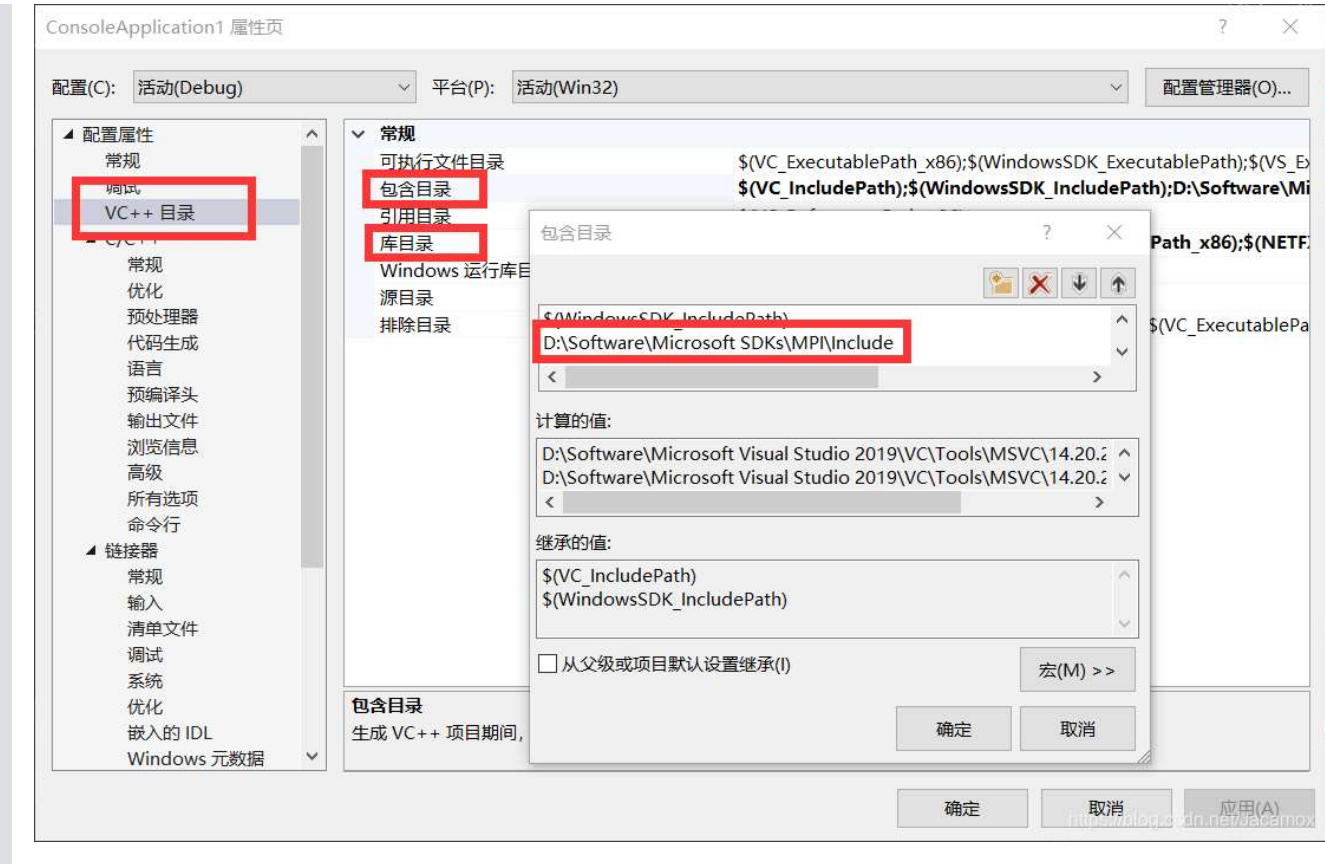 ConsoleApplication1 属性页
配置(C): 活动(Debug) 平台(P): 活动(Win32) 配置管理器(O)...
配置属性
常规
调试
VC++ 目录
C/C++
常规
优化
预处理器
代码生成
语言
预编译头
输出文件
浏览信息
高级
所有选项
命令行
链接器
常规
输入
清单文件
调试
系统
优化
嵌入的 IDL
Windows 元数据
常规
可执行文件目录 $(VC_ExecutablePath_x86);$(WindowsSDK_ExecutablePath);$(VS_Ex
包含目录 $(VC_IncludePath);$(WindowsSDK_IncludePath);D:\Software\Mi
引用目录
库目录 Path_x86);$(NETF
Windows 运行库目
源目录
排除目录 $(VC_ExecutablePa
包含目录
$(WindowsSDK_IncludePath)
D:\Software\Microsoft SDKs\MPI\Include
计算的值:
D:\Software\Microsoft Visual Studio 2019\VC\Tools\MSVC\14.20.2
D:\Software\Microsoft Visual Studio 2019\VC\Tools\MSVC\14.20.2
继承的值:
$(VC_IncludePath)
$(WindowsSDK_IncludePath)
从父级或项目默认设置继承(I)
宏(M) >>
确定 取消
包含目录
生成 VC++ 项目期间,
确定 取消 应用(A)
https://blog.csdn.net/Jacamox